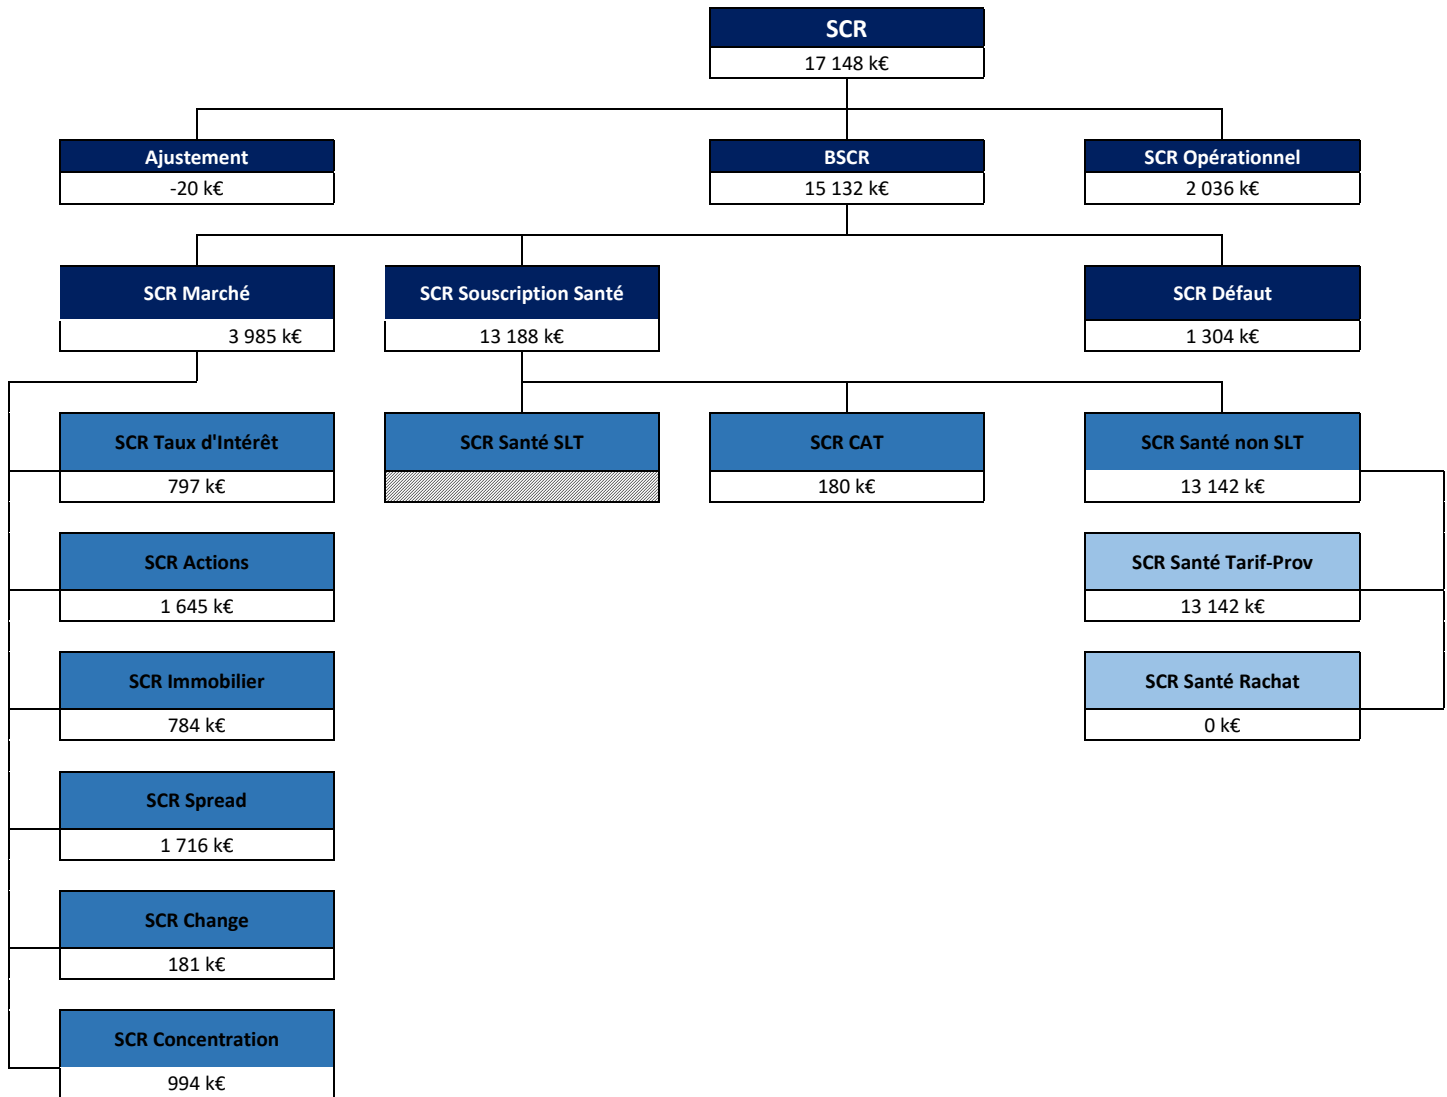 SCR
17 148 k€
Ajustement
-20 k€
BSCR
15 132 k€
SCR Opérationnel
2 036 k€
SCR Marché
3 985 k€
SCR Souscription Santé
13 188 k€
SCR Défaut
1 304 k€
SCR Taux d'Intérêt
797 k€
SCR Santé SLT
SCR CAT
180 k€
SCR Santé non SLT
13 142 k€
SCR Actions
1 645 k€
SCR Santé Tarif-Prov
13 142 k€
SCR Immobilier
784 k€
SCR Santé Rachat
0 k€
SCR Spread
1 716 k€
SCR Change
181 k€
SCR Concentration
994 k€